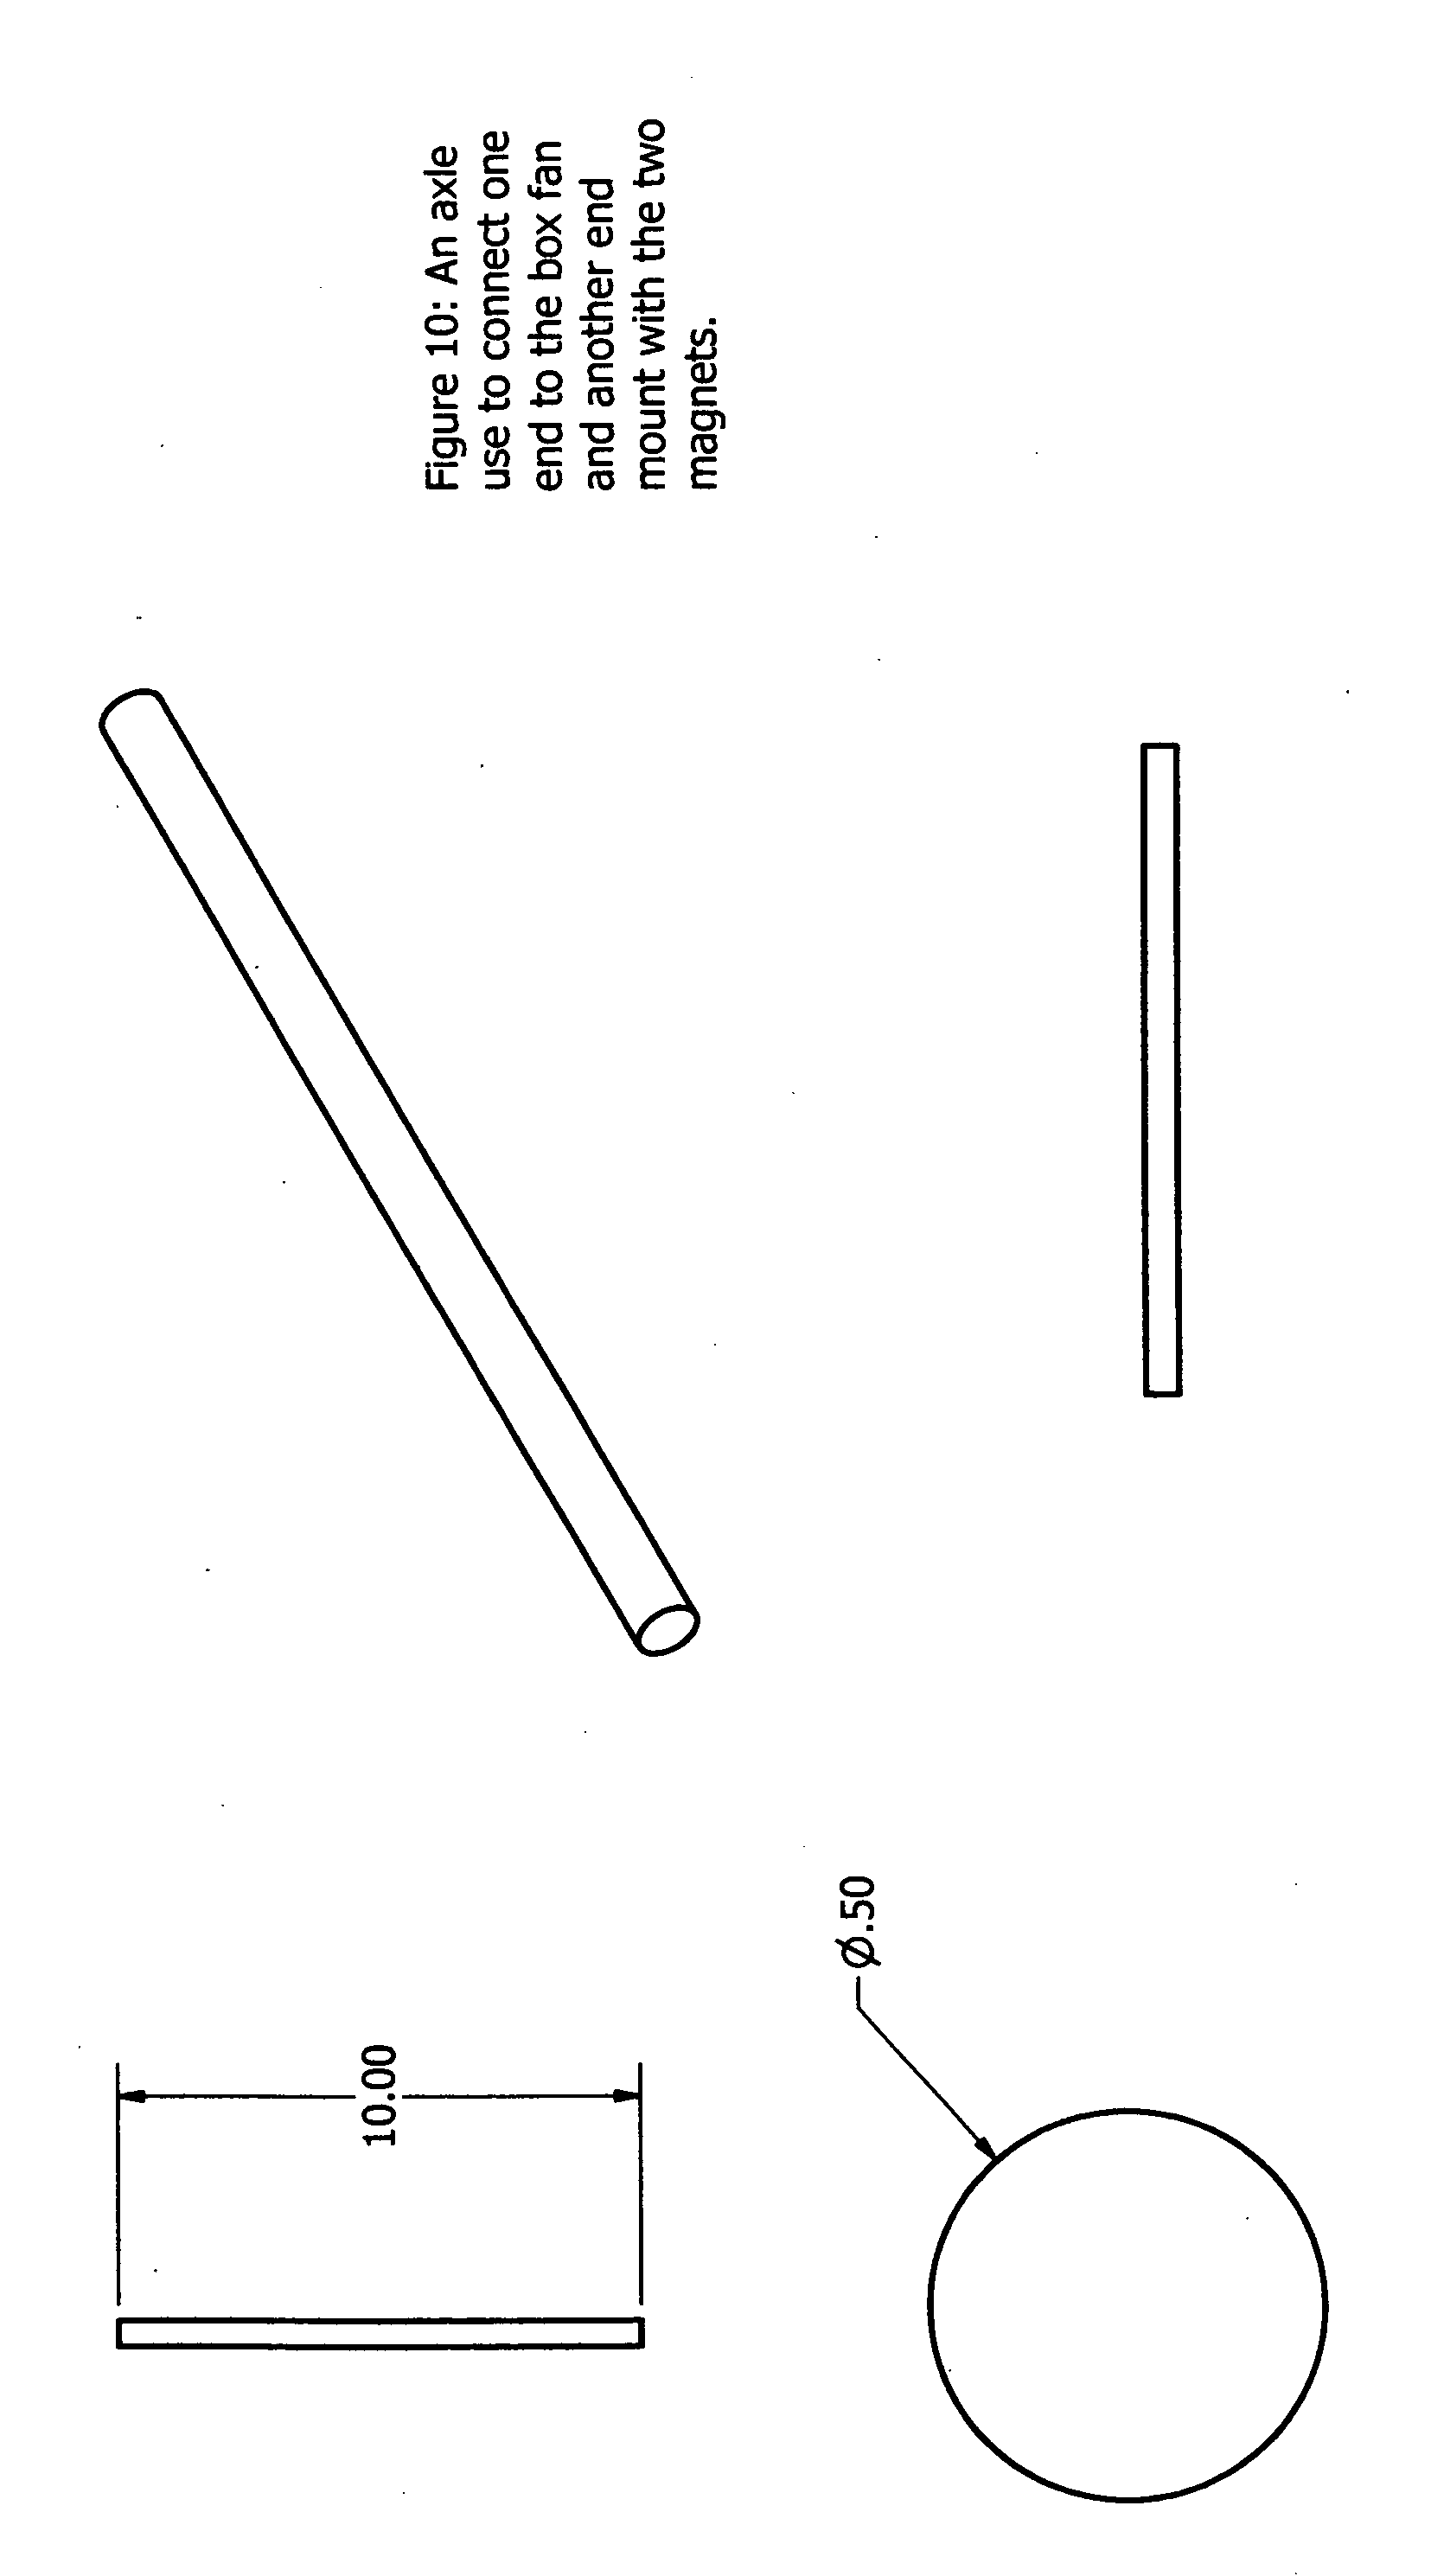 Figure 10: An axle
use to connect one
end to the box fan
and another end
mount with the two
magnets.
10.00
Ø.50